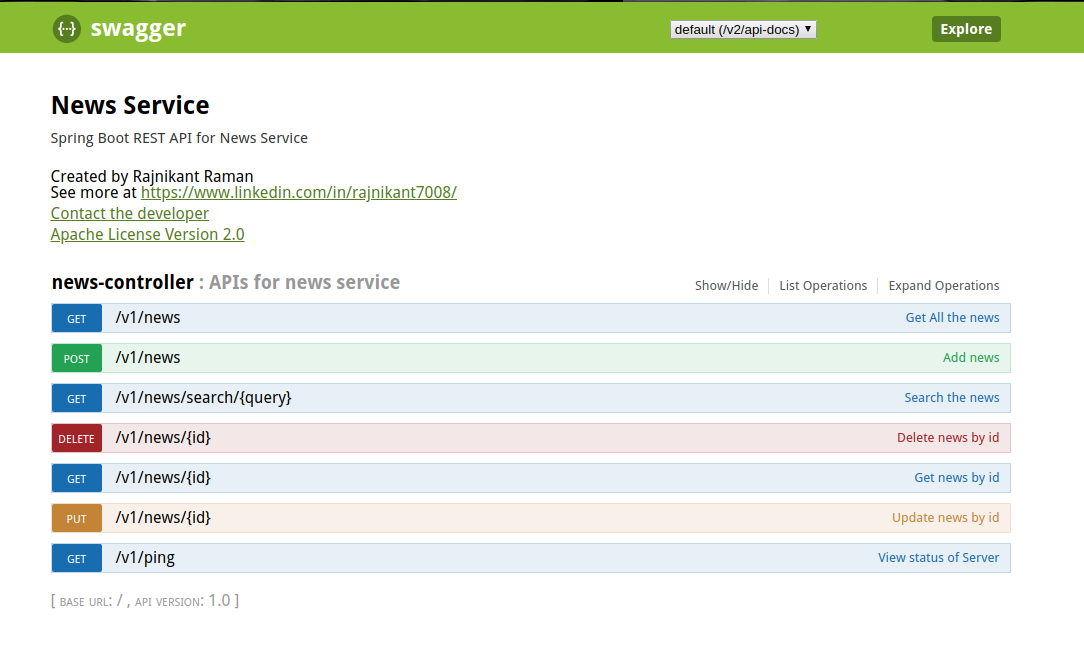 {··} swagger default (/v2/api-docs) ▼ Explore
News Service
Spring Boot REST API for News Service
Created by Rajnikant Raman
See more at https://www.linkedin.com/in/rajnikant7008/
Contact the developer
Apache License Version 2.0
news-controller : APIs for news service Show/Hide List Operations Expand Operations
GET /v1/news Get All the news
POST /v1/news Add news
GET /v1/news/search/{query} Search the news
DELETE /v1/news/{id} Delete news by id
GET /v1/news/{id} Get news by id
PUT /v1/news/{id} Update news by id
GET /v1/ping View status of Server
[ BASE URL: / , API VERSION: 1.0 ]